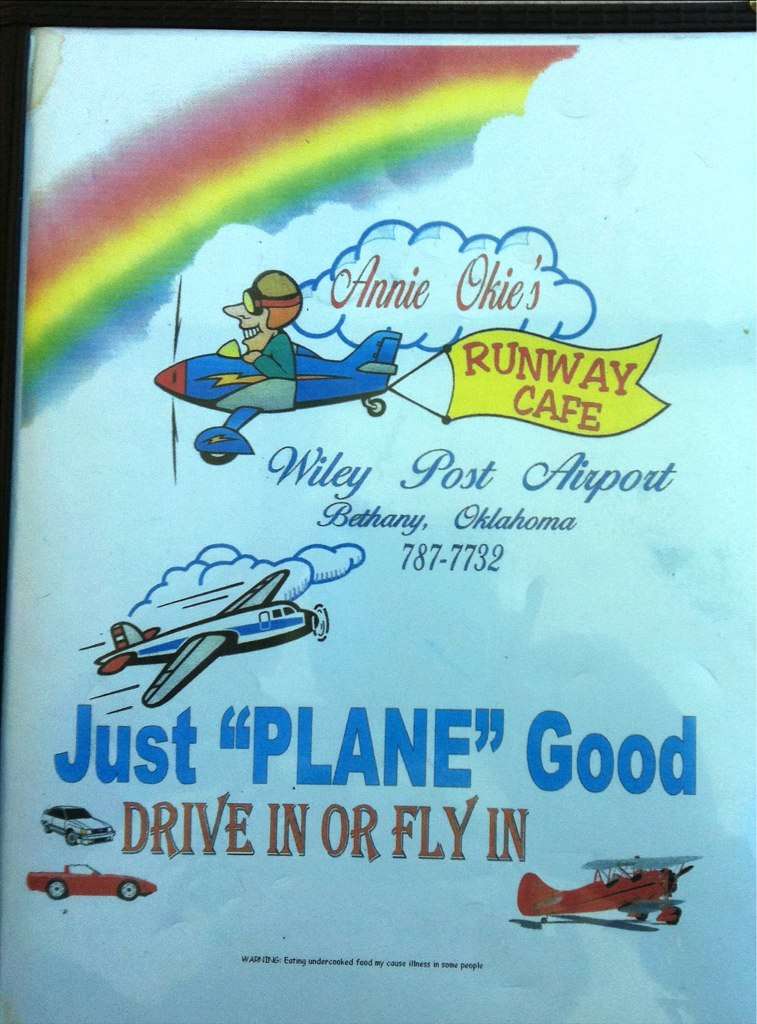 Annie Okie's
RUNWAY
CAFE
Wiley Post Airport
Bethany, Oklahoma
787-7732
Just "PLANE" Good
DRIVE IN OR FLY IN
WARNING: Eating undercooked food my cause illness in some people